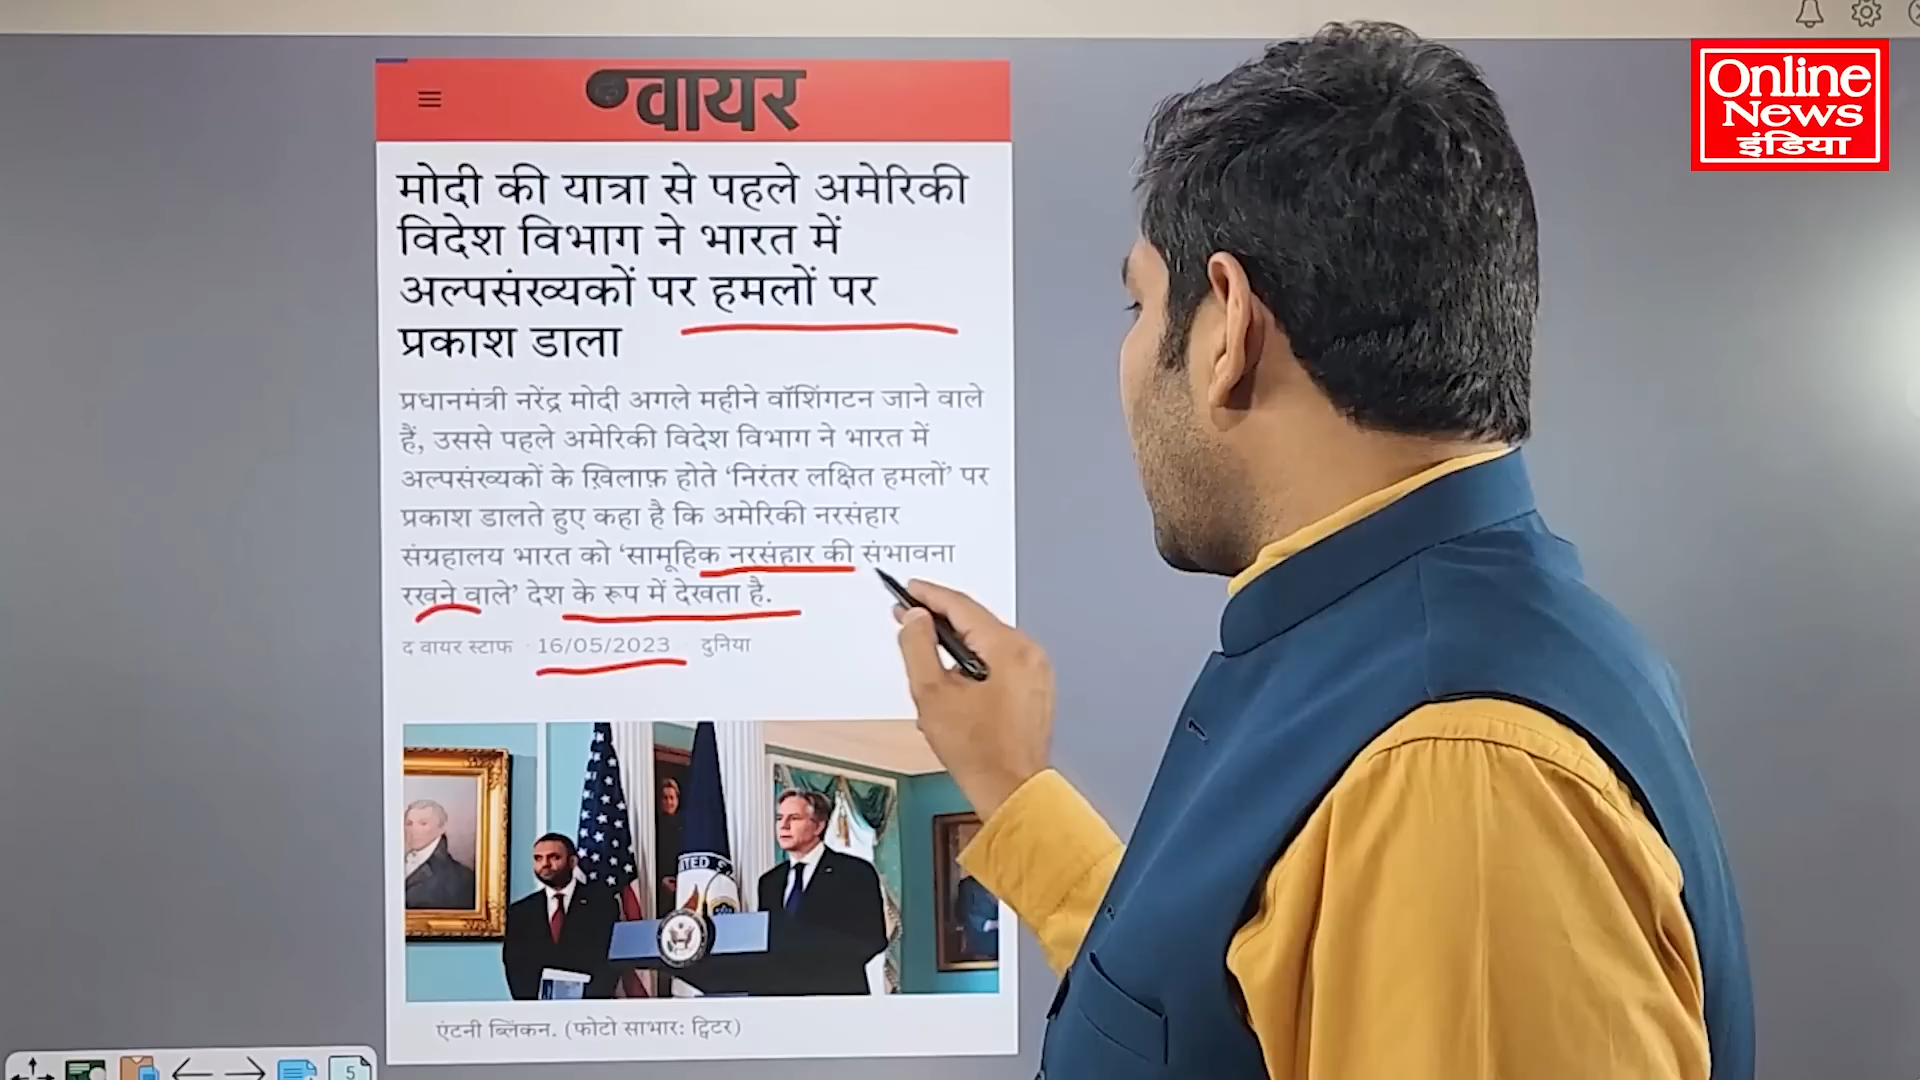 Online
News
इंडिया
वायर
मोदी की यात्रा से पहले अमेरिकी
विदेश विभाग ने भारत में
अल्पसंख्यकों पर हमलों पर
प्रकाश डाला
प्रधानमंत्री नरेंद्र मोदी अगले महीने वॉशिंगटन जाने वाले
हैं, उससे पहले अमेरिकी विदेश विभाग ने भारत में
अल्पसंख्यकों के ख़िलाफ़ होते ‘निरंतर लक्षित हमलों’ पर
प्रकाश डालते हुए कहा है कि अमेरिकी नरसंहार
संग्रहालय भारत को ‘सामूहिक नरसंहार की संभावना
रखने वाले’ देश के रूप में देखता है.
द वायर स्टाफ · 16/05/2023 · दुनिया
एंटनी ब्लिंकन. (फोटो साभार: ट्विटर)
5